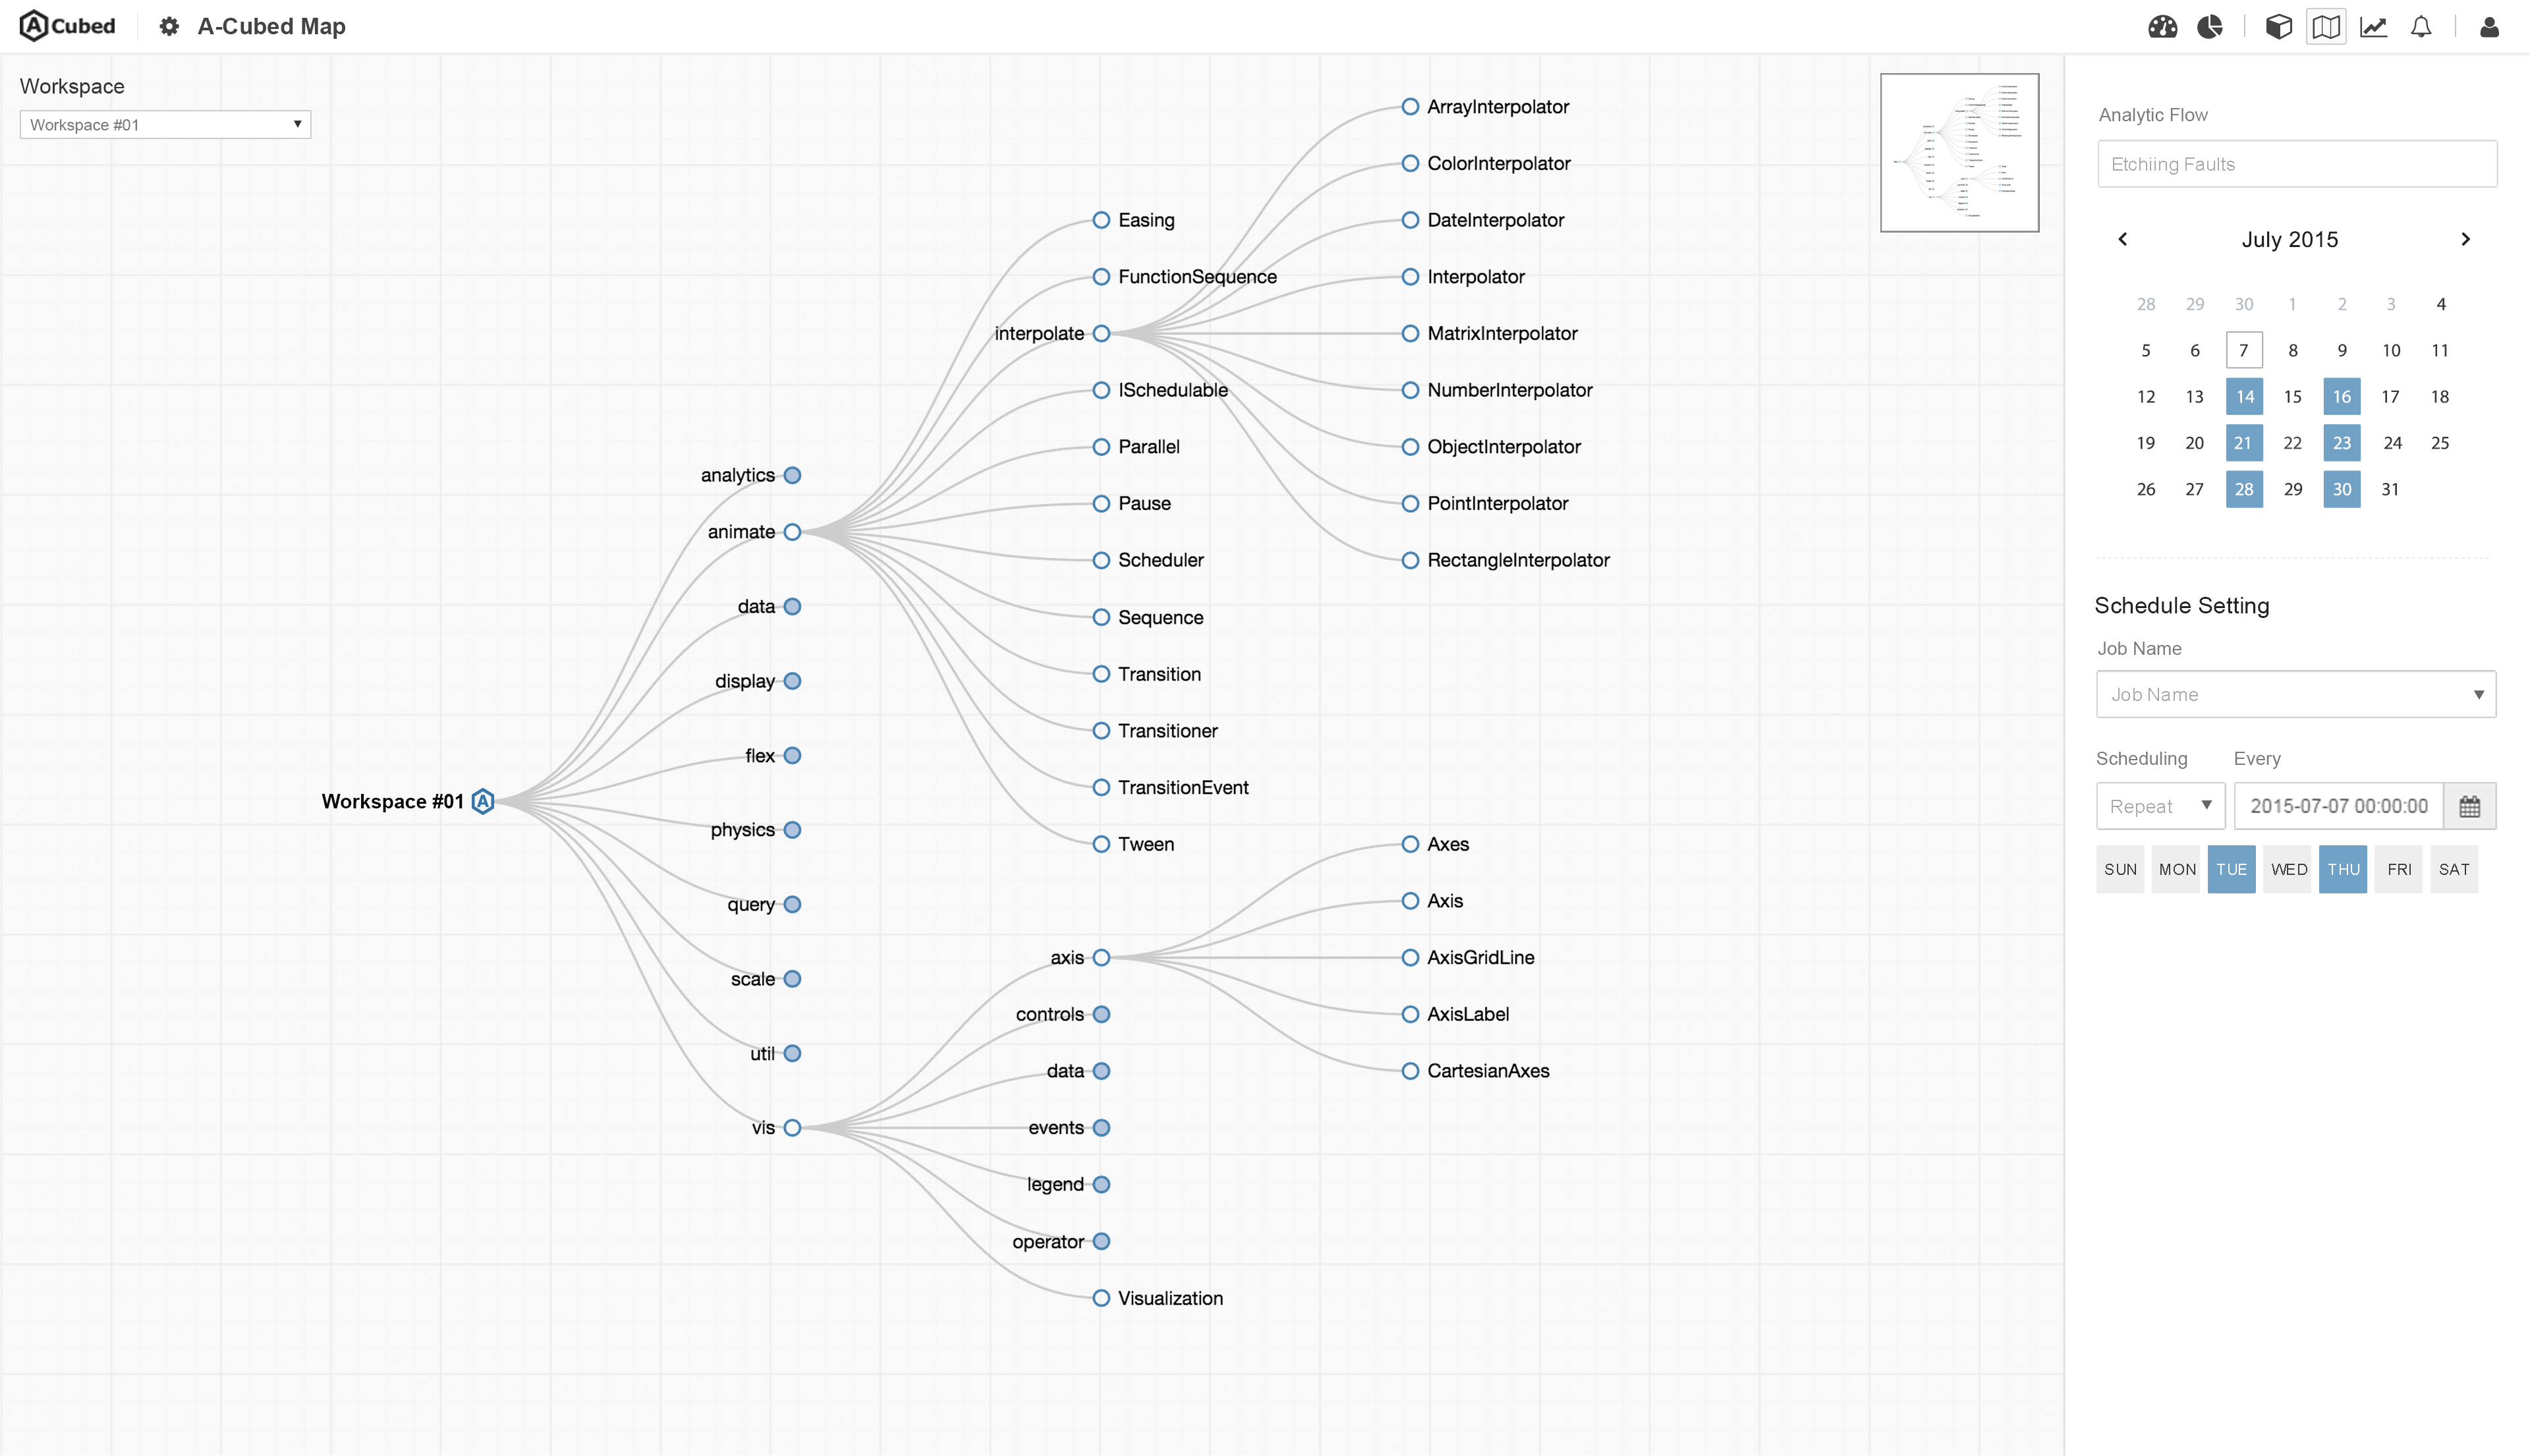 A Cubed
A-Cubed Map
Workspace
Workspace #01
ArrayInterpolator
ColorInterpolator
Easing
DateInterpolator
FunctionSequence
Interpolator
interpolate
MatrixInterpolator
ISchedulable
NumberInterpolator
Parallel
ObjectInterpolator
analytics
Pause
PointInterpolator
animate
Scheduler
RectangleInterpolator
data
Sequence
display
Transition
Transitioner
flex
TransitionEvent
Workspace #01 A
physics
Tween
Axes
query
Axis
axis
AxisGridLine
scale
controls
AxisLabel
util
data
CartesianAxes
vis
events
legend
operator
Visualization
Analytic Flow
Etchiing Faults
July 2015
28 29 30 1 2 3 4
5 6 7 8 9 10 11
12 13 14 15 16 17 18
19 20 21 22 23 24 25
26 27 28 29 30 31
Schedule Setting
Job Name
Job Name
Scheduling Every
Repeat 2015-07-07 00:00:00
SUN MON TUE WED THU FRI SAT